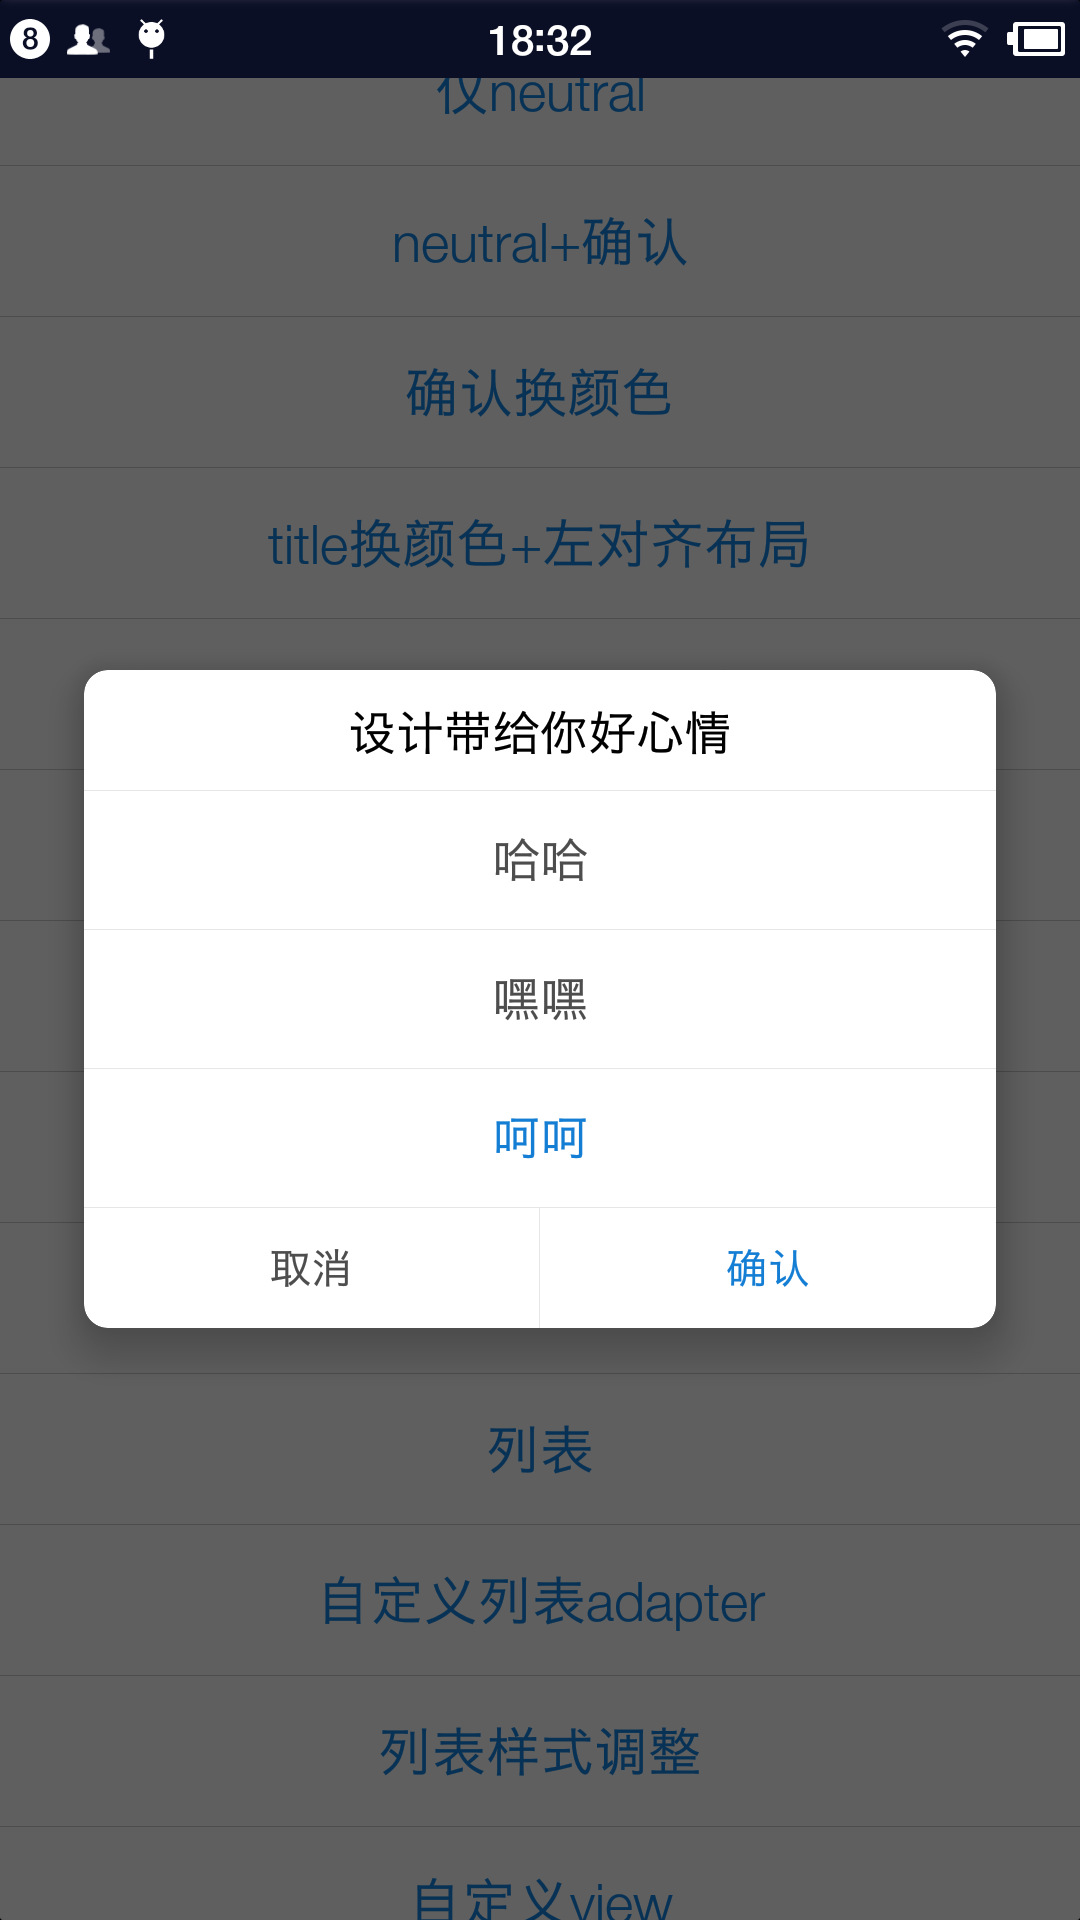 8
18:32
仅neutral
neutral+确认
确认换颜色
title换颜色+左对齐布局
设计带给你好心情
哈哈
嘿嘿
呵呵
取消
确认
列表
自定义列表adapter
列表样式调整
自定义view